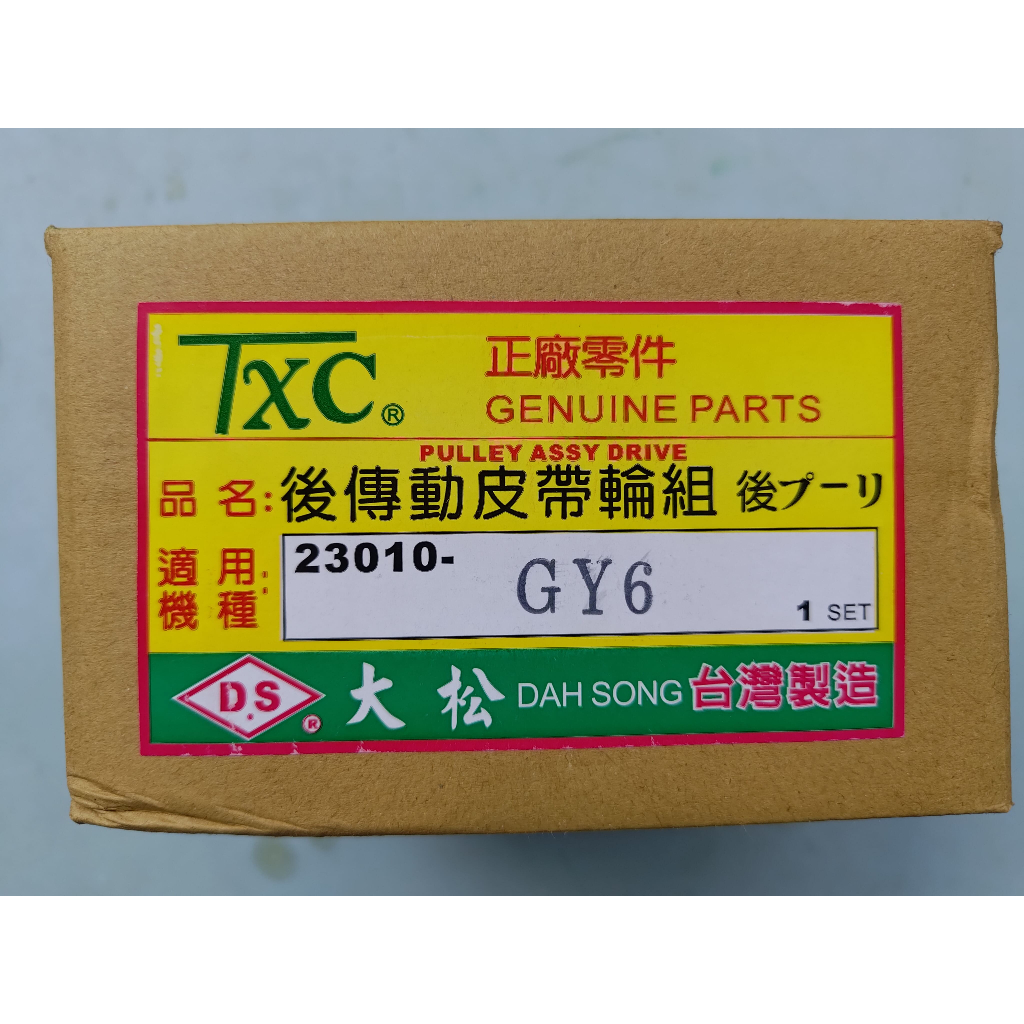 TXC®
正廠零件
GENUINE PARTS
PULLEY ASSY DRIVE
品名:後傳動皮帶輪組 後プーリ
適用機種:
23010-
GY6
1 SET
D.S®
大松 DAH SONG 台灣製造